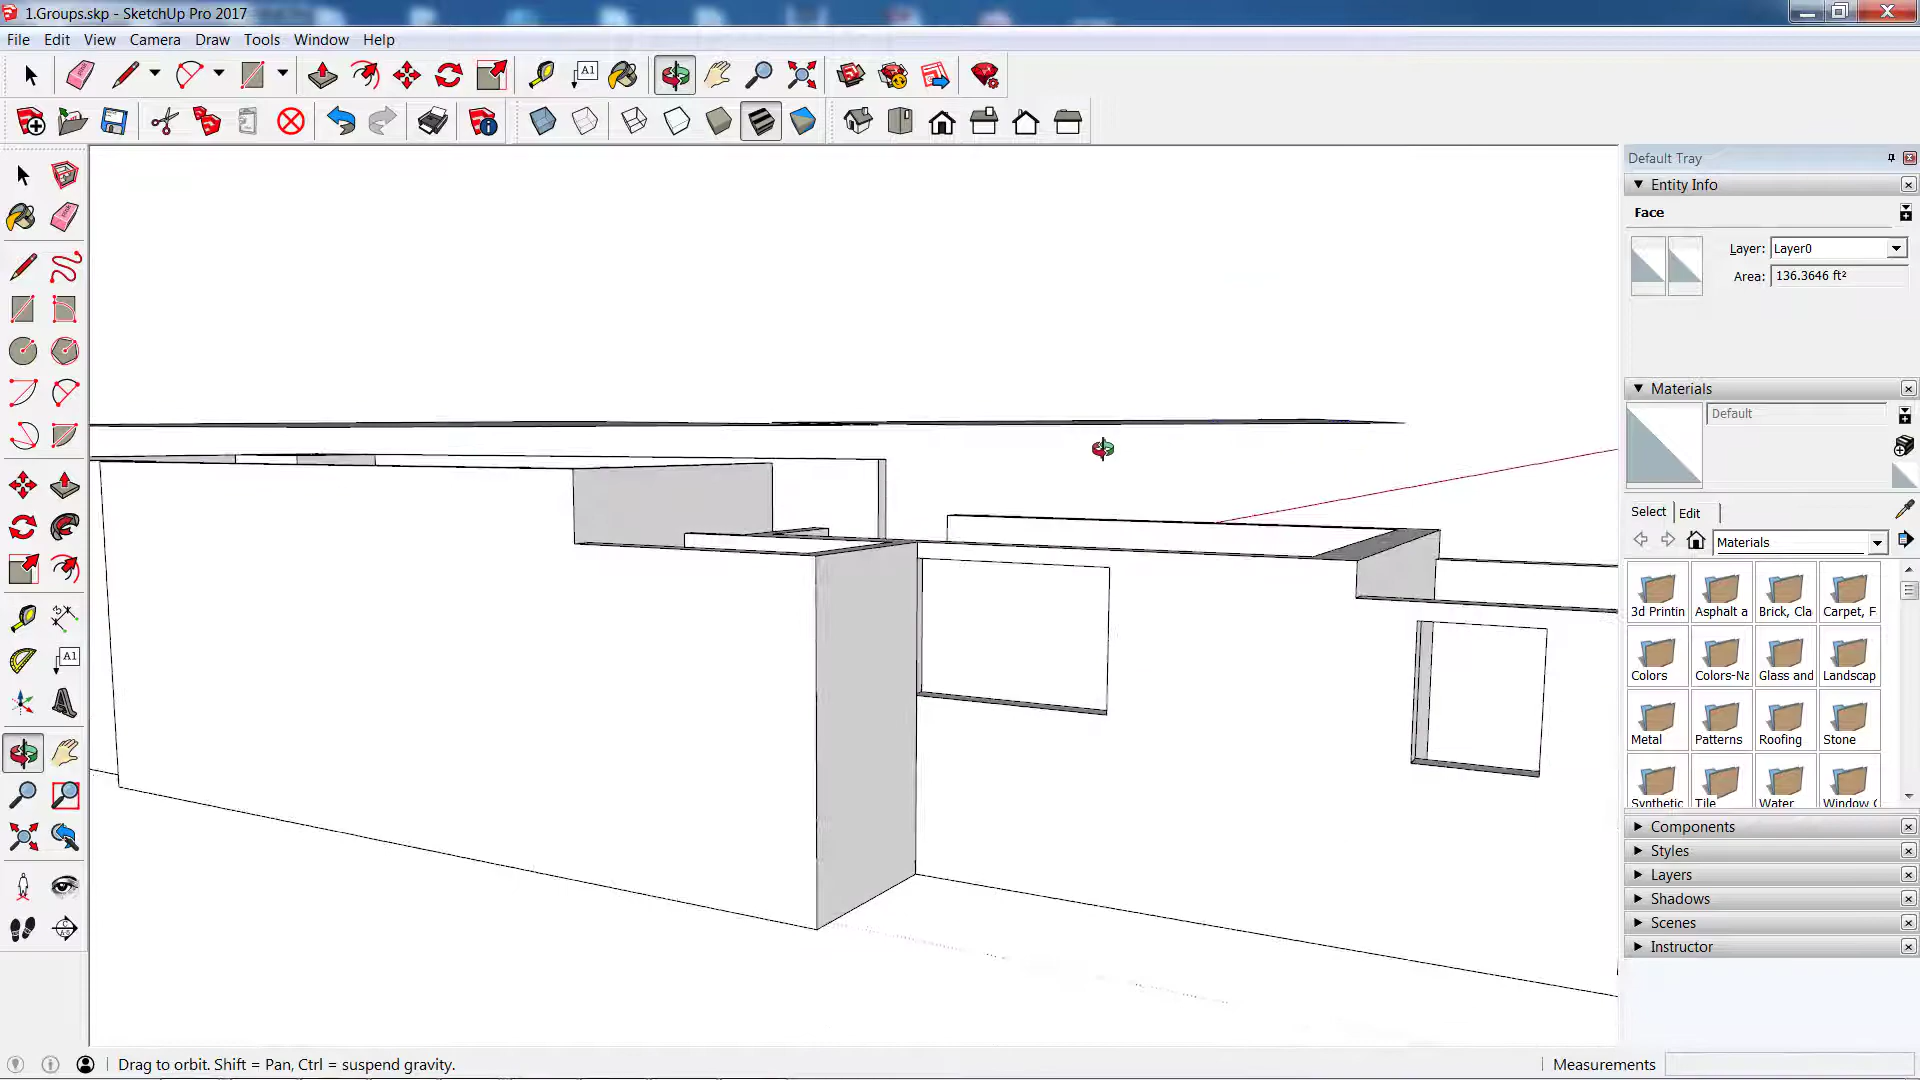 1.Groups.skp - SketchUp Pro 2017
File Edit View Camera Draw Tools Window Help
A1
Default Tray
Entity Info
Face
Layer: Layer0
Area: 136.3646 ft²
Materials
Default
Select Edit
Materials
3d Printin Asphalt a Brick, Cla Carpet, F
Colors Colors-Na Glass and Landscap
Metal Patterns Roofing Stone
Synthetic Tile Water Window C
Components
Styles
Layers
Shadows
Scenes
Instructor
A1
Drag to orbit. Shift = Pan, Ctrl = suspend gravity.
Measurements